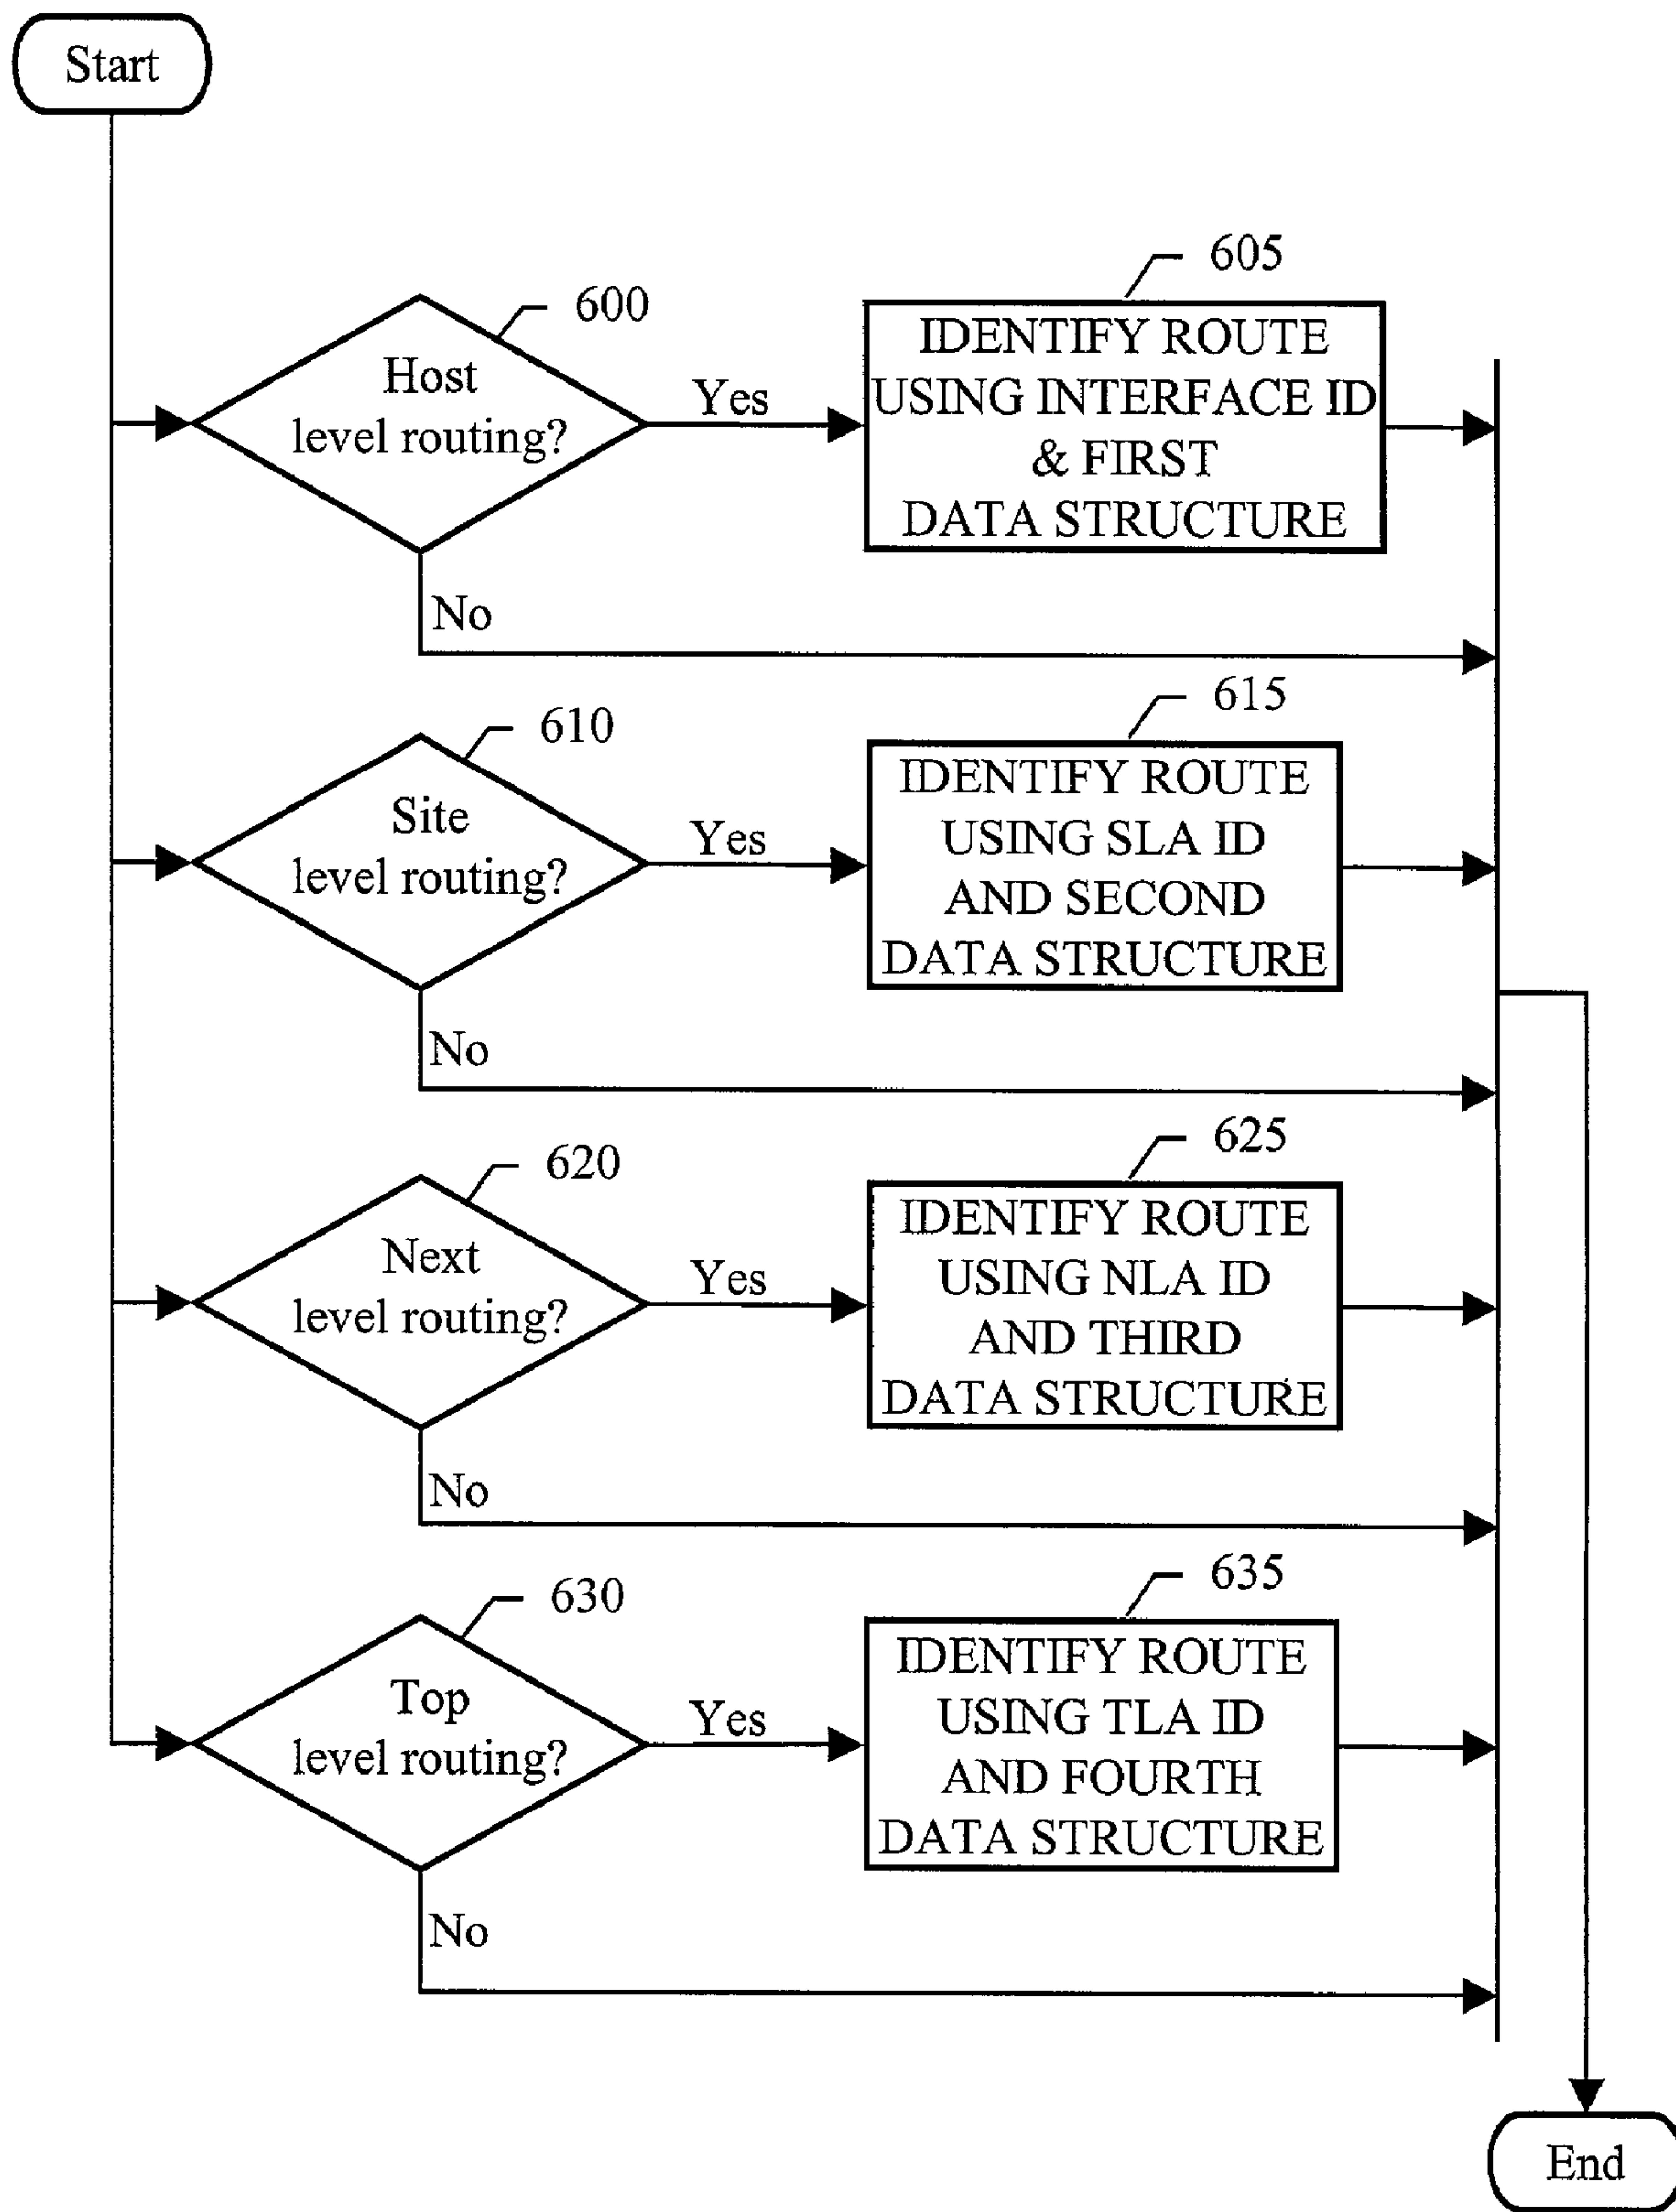 Start
600
Host
level routing?
Yes
No
605
IDENTIFY ROUTE
USING INTERFACE ID
& FIRST
DATA STRUCTURE
610
Site
level routing?
Yes
No
615
IDENTIFY ROUTE
USING SLA ID
AND SECOND
DATA STRUCTURE
620
Next
level routing?
Yes
No
625
IDENTIFY ROUTE
USING NLA ID
AND THIRD
DATA STRUCTURE
630
Top
level routing?
Yes
No
635
IDENTIFY ROUTE
USING TLA ID
AND FOURTH
DATA STRUCTURE
End